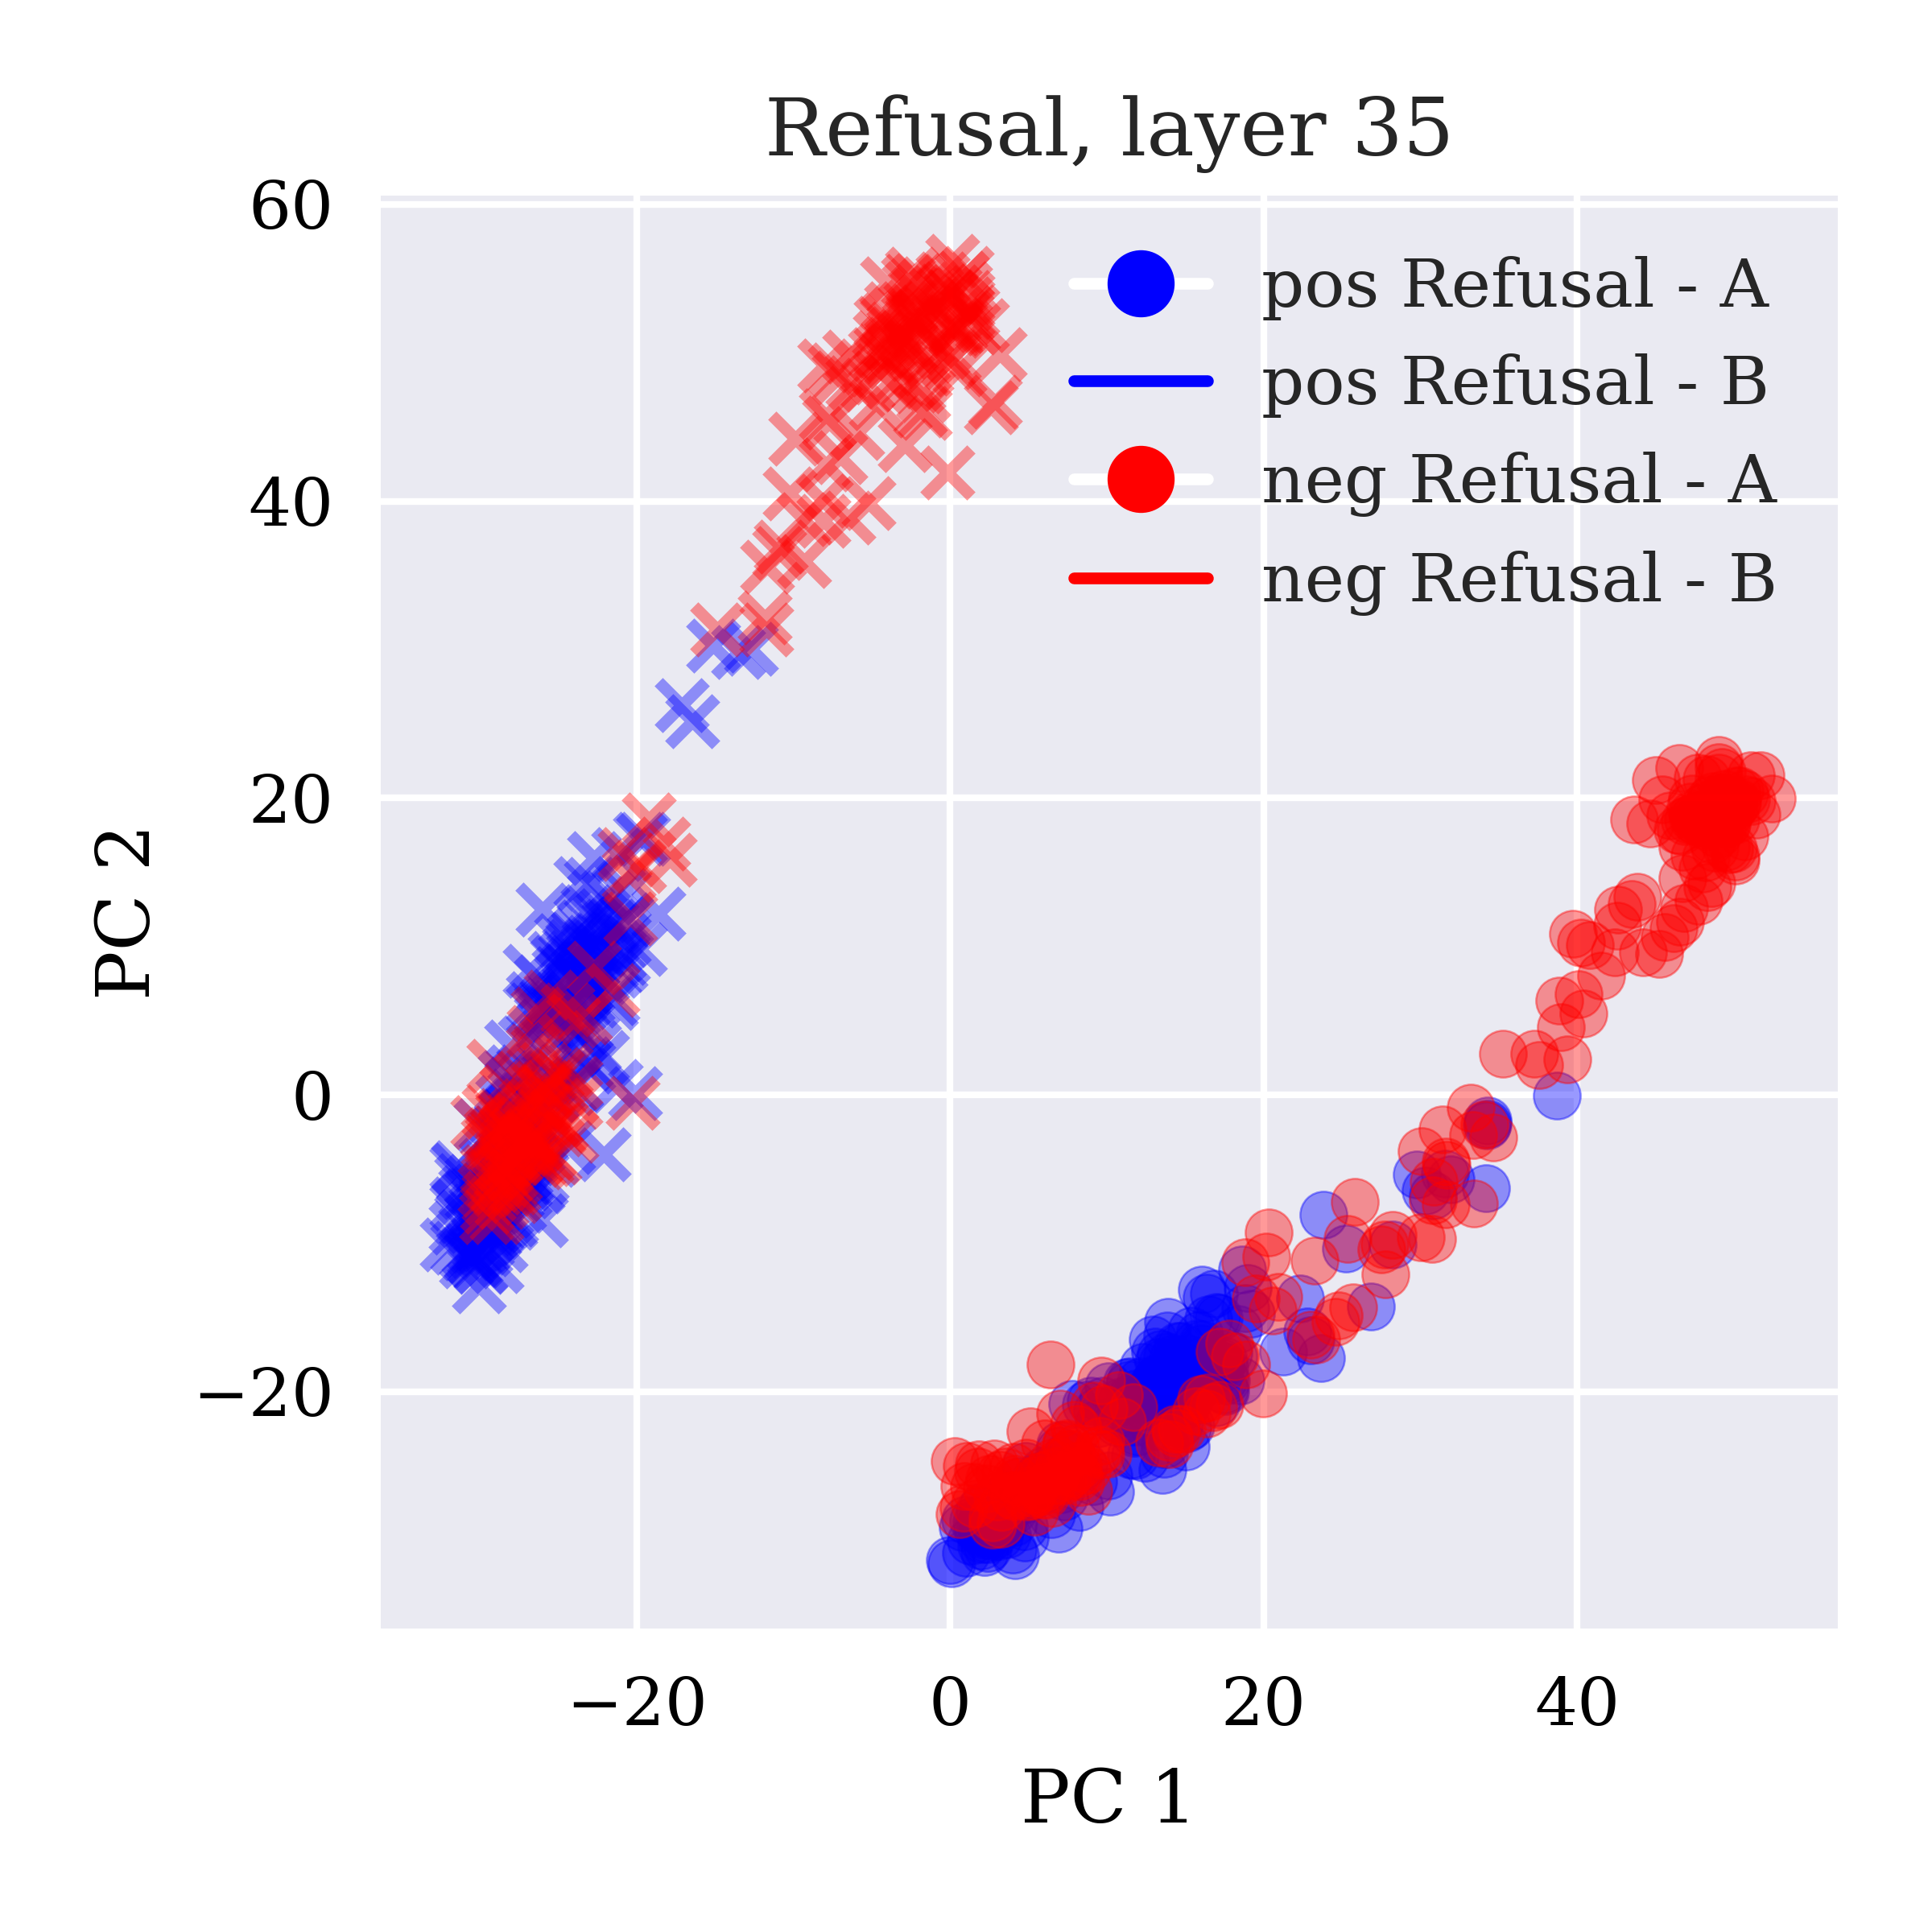 Refusal, layer 35
60
40
20
0
−20
PC 2
pos Refusal - A
pos Refusal - B
neg Refusal - A
neg Refusal - B
−20 0 20 40
PC 1